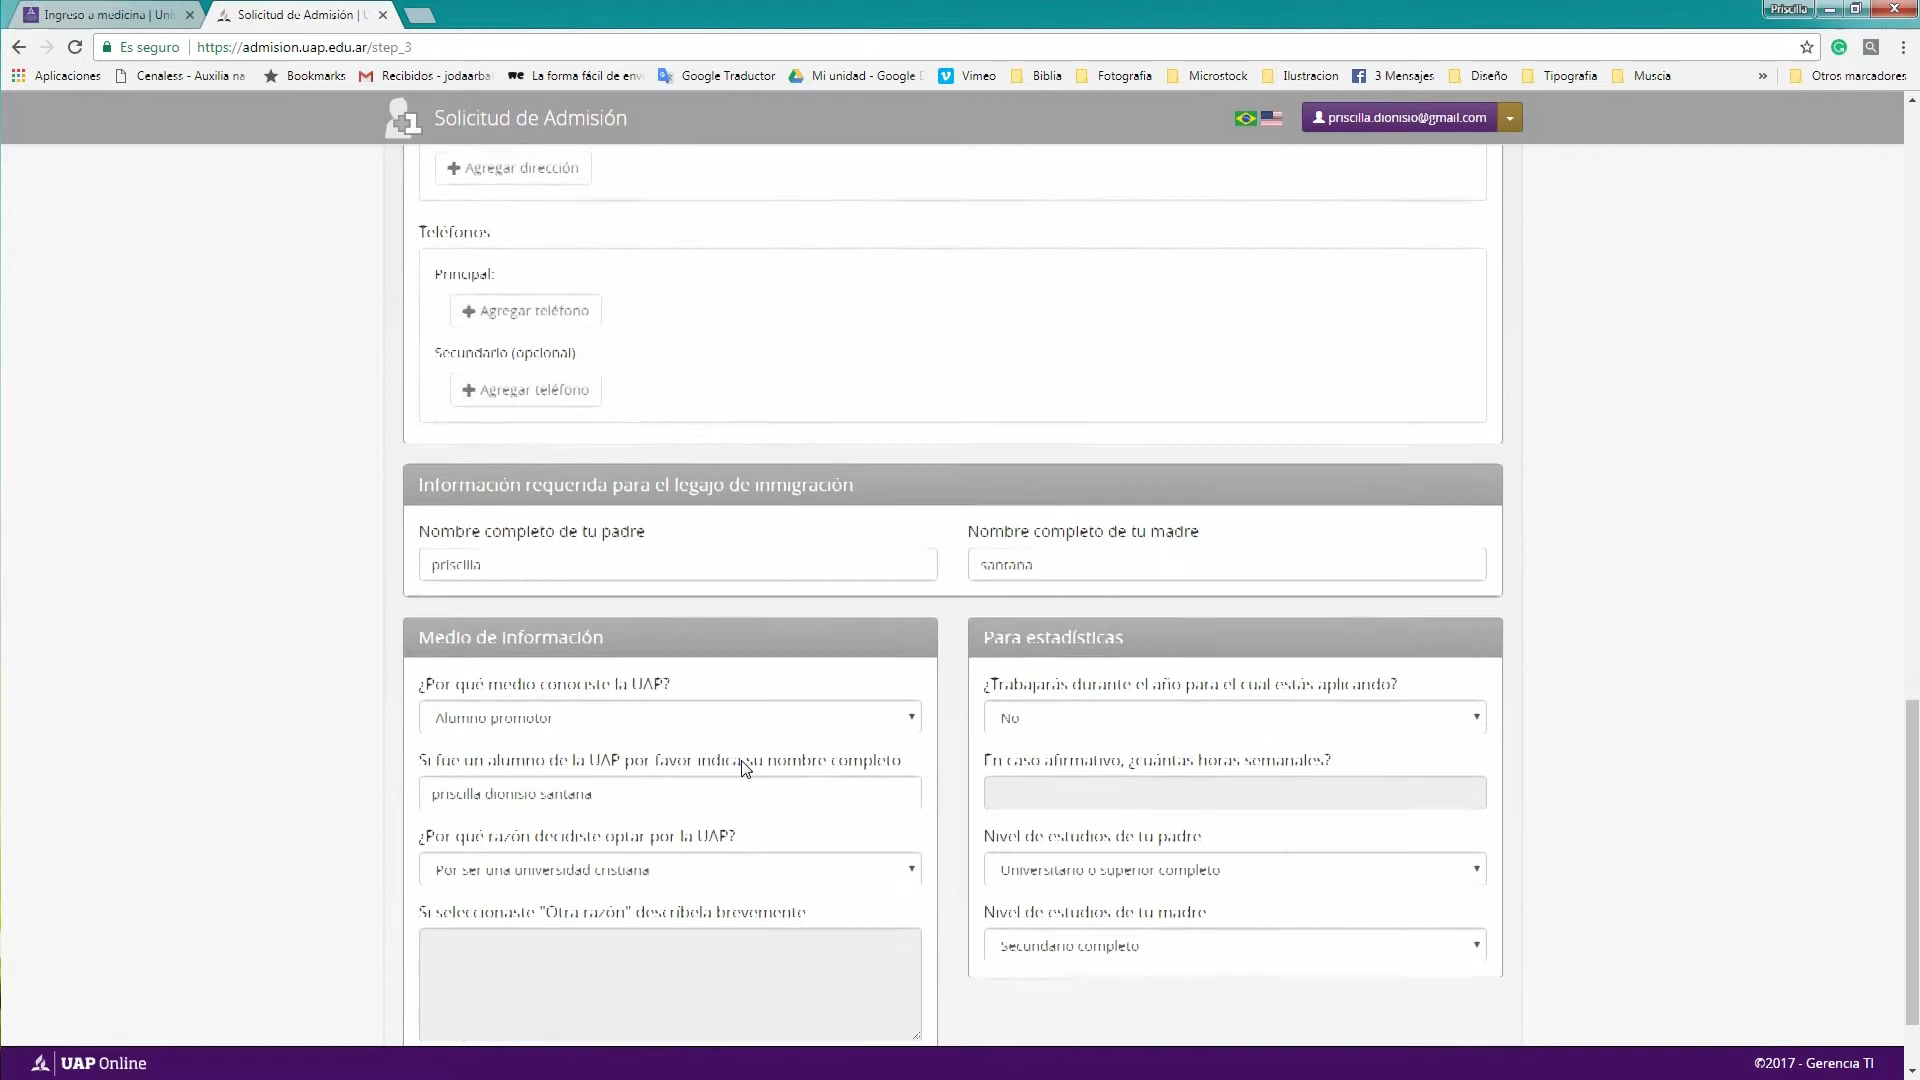 Ingreso a medicina | Uni
Solicitud de Admisión | U
Priscilla
Es seguro
https://admision.uap.edu.ar/step_3
Aplicaciones
Cenaless - Auxilia na
Bookmarks
Recibidos - jodaarba
La forma fácil de env
Google Traductor
Mi unidad - Google D
Vimeo
Biblia
Fotografia
Microstock
Ilustracion
3 Mensajes
Diseño
Tipografia
Muscia
»
Otros marcadores
Solicitud de Admisión
priscilla.dionisio@gmail.com
Agregar dirección
Teléfonos
Principal:
Agregar teléfono
Secundario (opcional)
Agregar teléfono
Información requerida para el legajo de inmigración
Nombre completo de tu padre
priscilla
Nombre completo de tu madre
santana
Medio de información
¿Por qué medio conociste la UAP?
Alumno promotor
Si fue un alumno de la UAP por favor indica su nombre completo
priscilla dionisio santana
¿Por qué razón decidiste optar por la UAP?
Por ser una universidad cristiana
Si seleccionaste "Otra razón" descríbela brevemente
Para estadísticas
¿Trabajarás durante el año para el cual estás aplicando?
No
En caso afirmativo, ¿cuántas horas semanales?
Nivel de estudios de tu padre
Universitario o superior completo
Nivel de estudios de tu madre
Secundario completo
UAP Online
©2017 - Gerencia TI